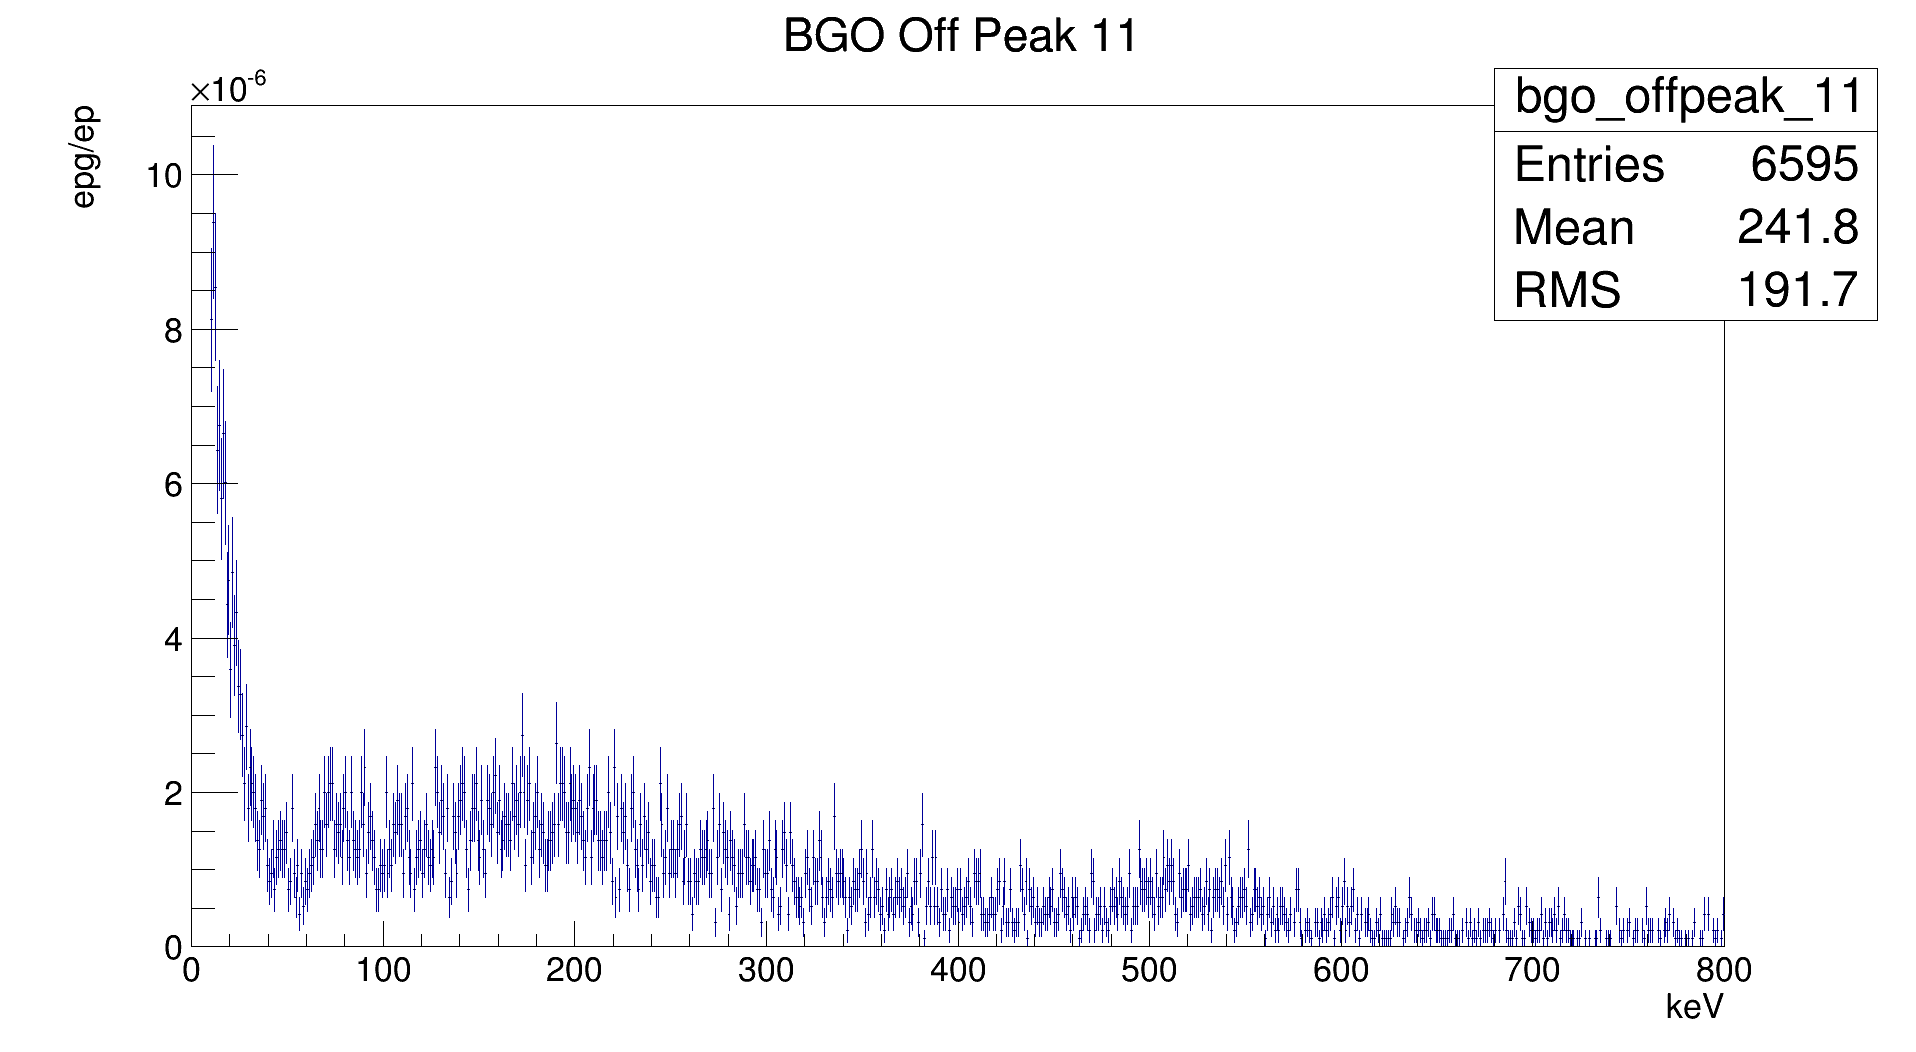 BGO Off Peak 11
×10-6
epg/ep
bgo_offpeak_11
Entries 6595
Mean 241.8
RMS 191.7
10
8
6
4
2
0
0 100 200 300 400 500 600 700 800
keV